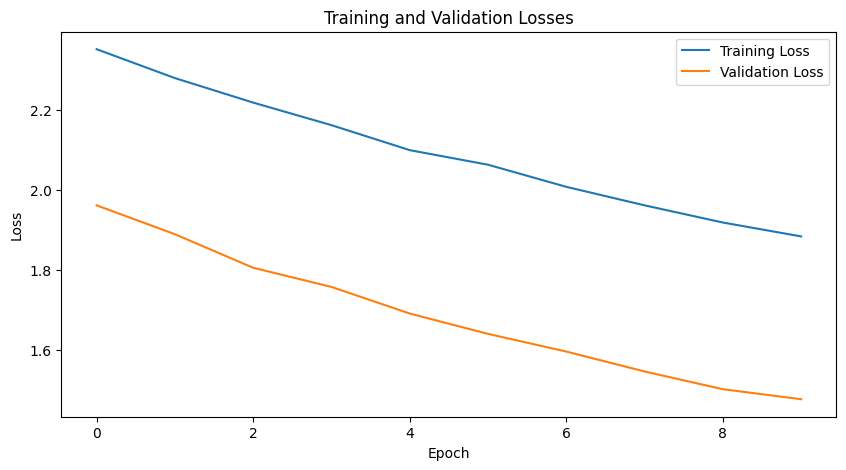 Training and Validation Losses
Training Loss
Validation Loss
2.2
2.0
1.8
1.6
Loss
0
2
4
6
8
Epoch